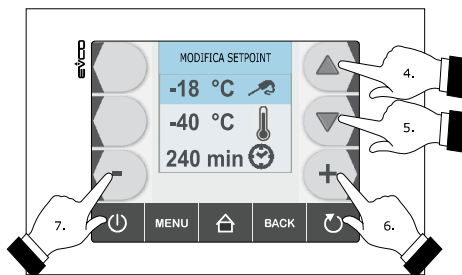 EVCO
MODIFICA SETPOINT
-18 °C
-40 °C
240 min
-
+
MENU
BACK
4.
5.
6.
7.